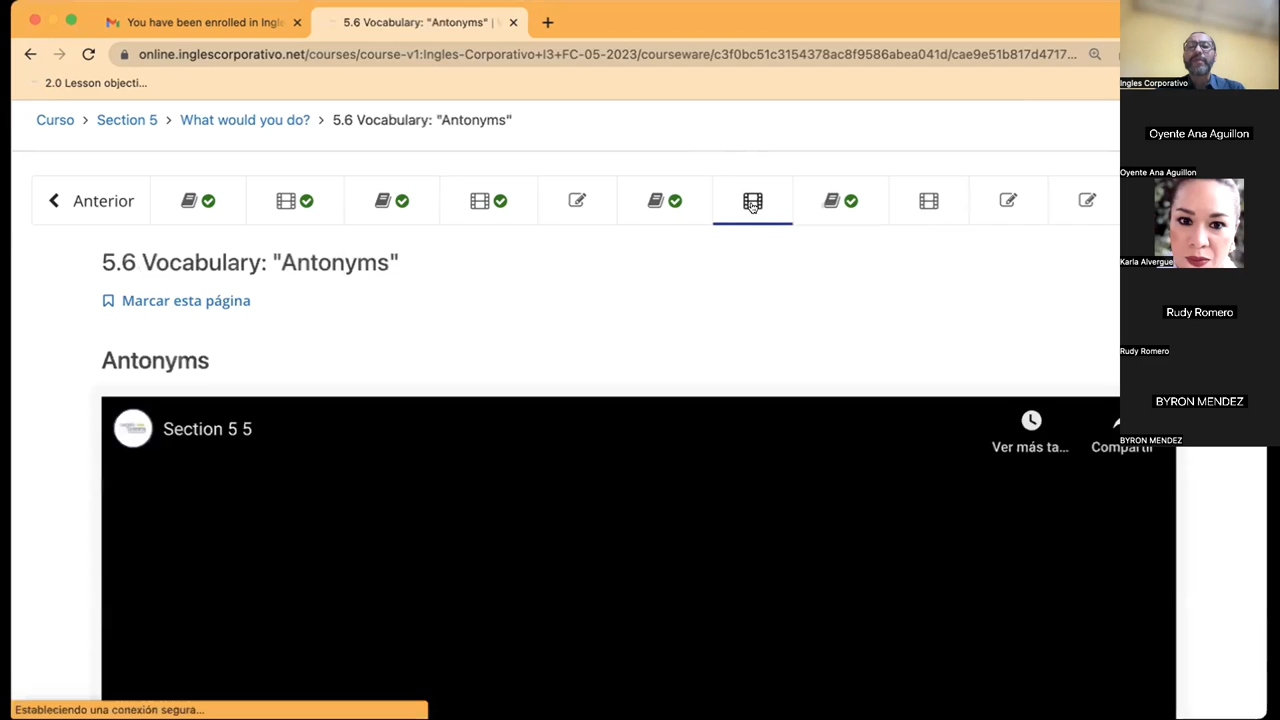 You have been enrolled in Ingle
5.6 Vocabulary: "Antonyms" |
online.inglescorporativo.net/courses/course-v1:Ingles-Corporativo+I3+FC-05-2023/courseware/c3f0bc51c3154378ac8f9586abea041d/cae9e51b817d4717...
2.0 Lesson objecti...
Curso > Section 5 > What would you do? > 5.6 Vocabulary: "Antonyms"
Anterior
5.6 Vocabulary: "Antonyms"
Marcar esta página
Antonyms
Section 5 5
Ver más ta...
Compartir
Estableciendo una conexión segura...
Ingles Corporativo
Oyente Ana Aguillon
Oyente Ana Aguillon
Karla Alvergue
Rudy Romero
Rudy Romero
BYRON MENDEZ
BYRON MENDEZ